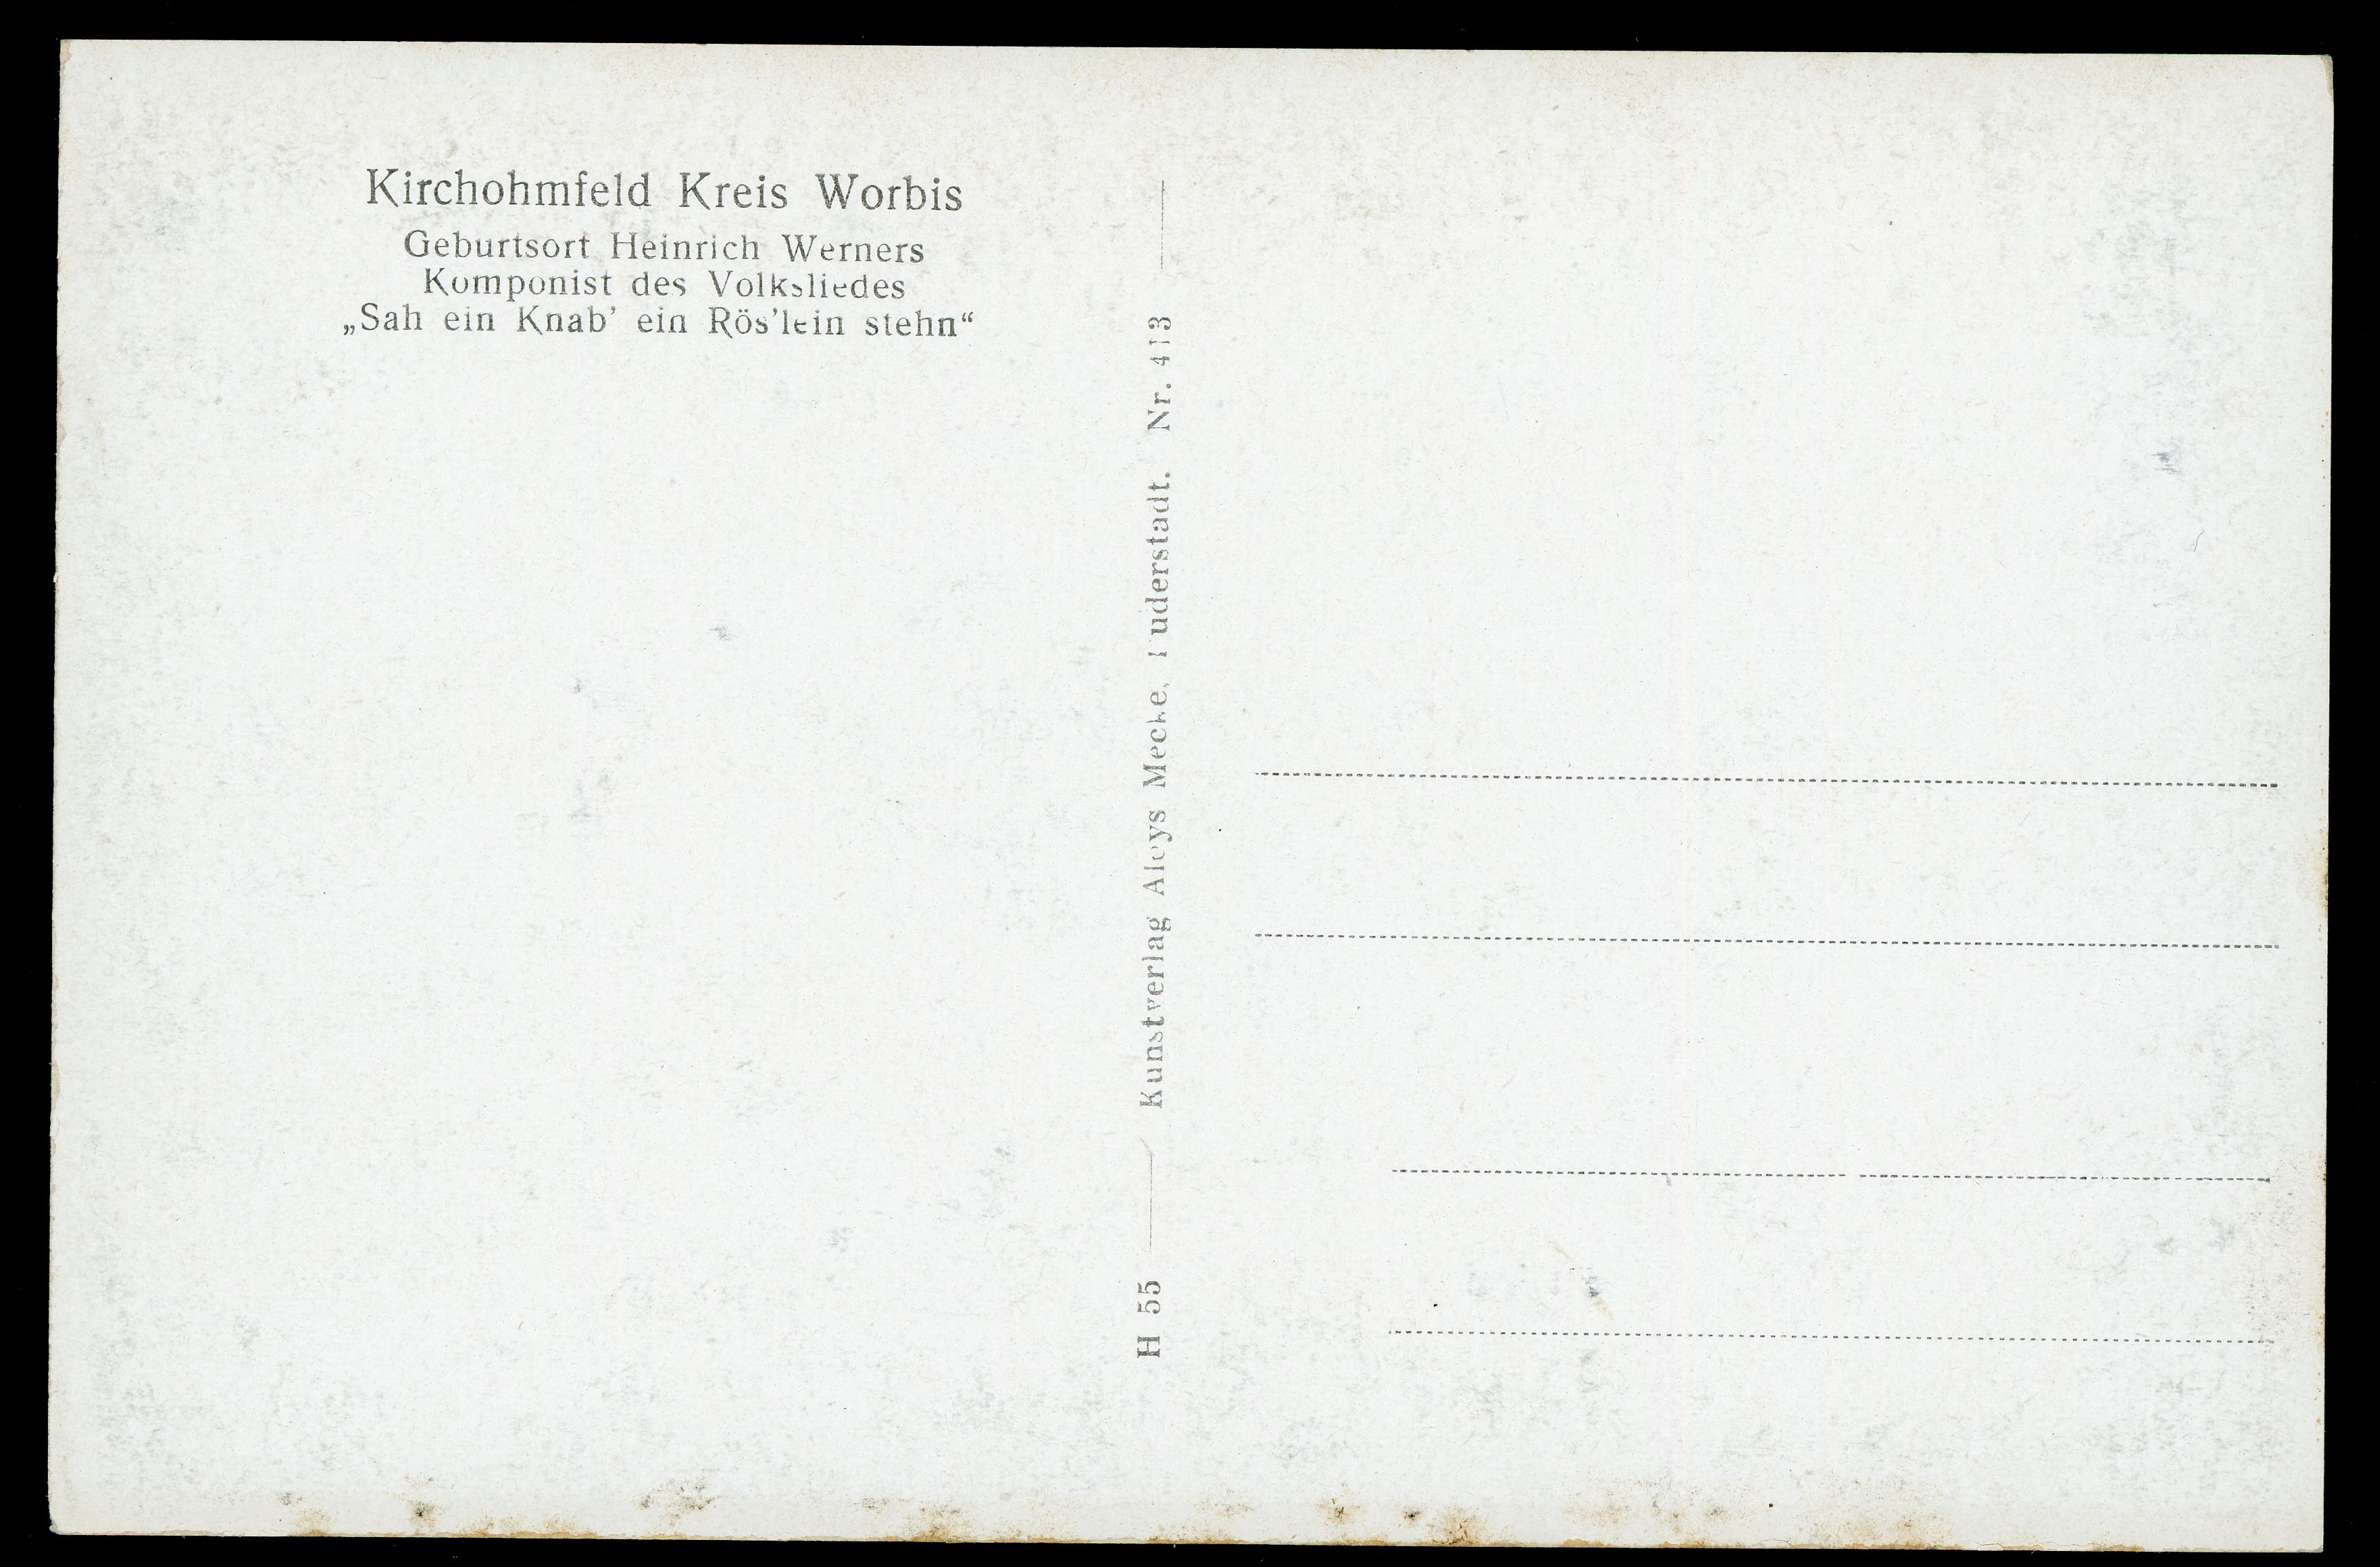 Kirchohmfeld Kreis Worbis
Geburtsort Heinrich Werners
Komponist des Volksliedes
„Sah ein Knab’ ein Rös’lein stehn“
H 55
Kunstverlag Aloys Mecke, Duderstadt. Nr. 413